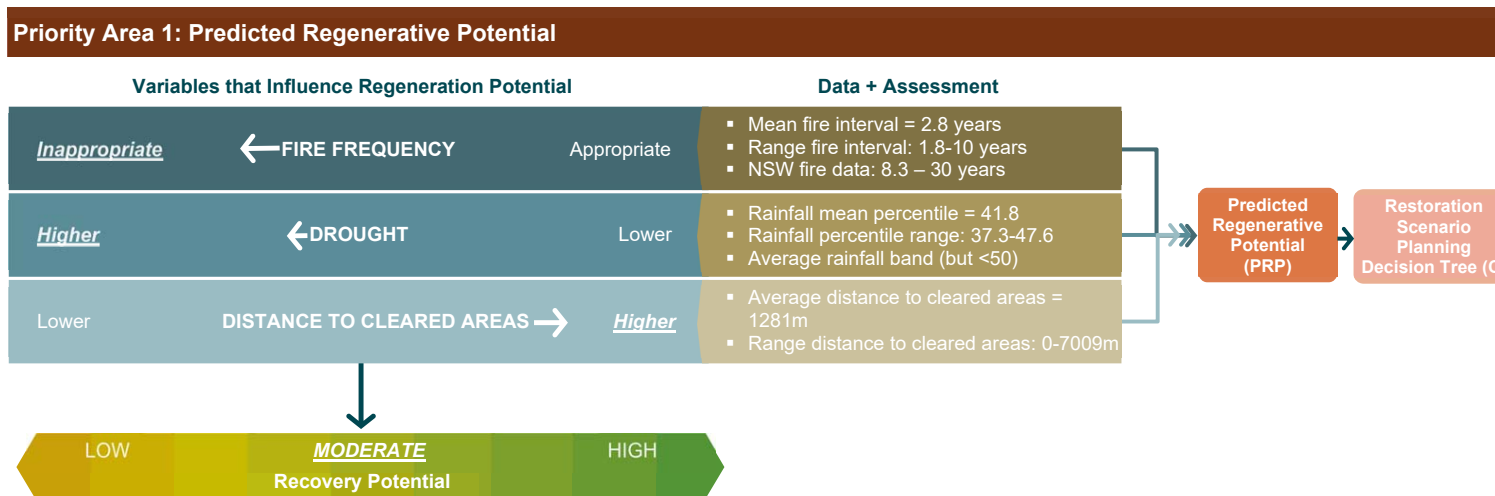 Priority Area 1: Predicted Regenerative Potential
Variables that Influence Regeneration Potential
Data + Assessment
Inappropriate
FIRE FREQUENCY
Appropriate
▪ Mean fire interval = 2.8 years
▪ Range fire interval: 1.8-10 years
▪ NSW fire data: 8.3 – 30 years
Higher
DROUGHT
Lower
▪ Rainfall mean percentile = 41.8
▪ Rainfall percentile range: 37.3-47.6
▪ Average rainfall band (but <50)
Lower
DISTANCE TO CLEARED AREAS
Higher
▪ Average distance to cleared areas =
1281m
▪ Range distance to cleared areas: 0-7009m
Predicted
Regenerative
Potential
(PRP)
Restoration
Scenario
Planning
Decision Tree
LOW
MODERATE
HIGH
Recovery Potential